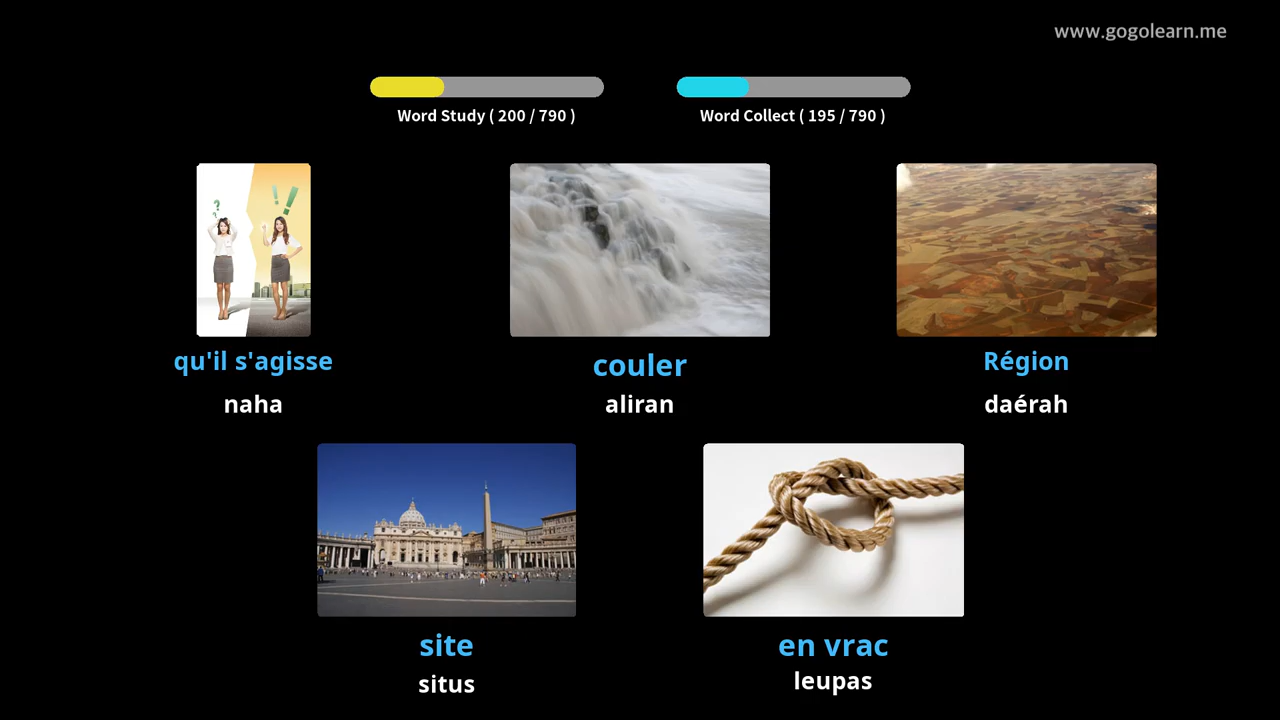 www.gogolearn.me
Word Study ( 200 / 790 )
Word Collect ( 195 / 790 )
qu'il s'agisse
naha
couler
aliran
Région
daérah
site
situs
en vrac
leupas